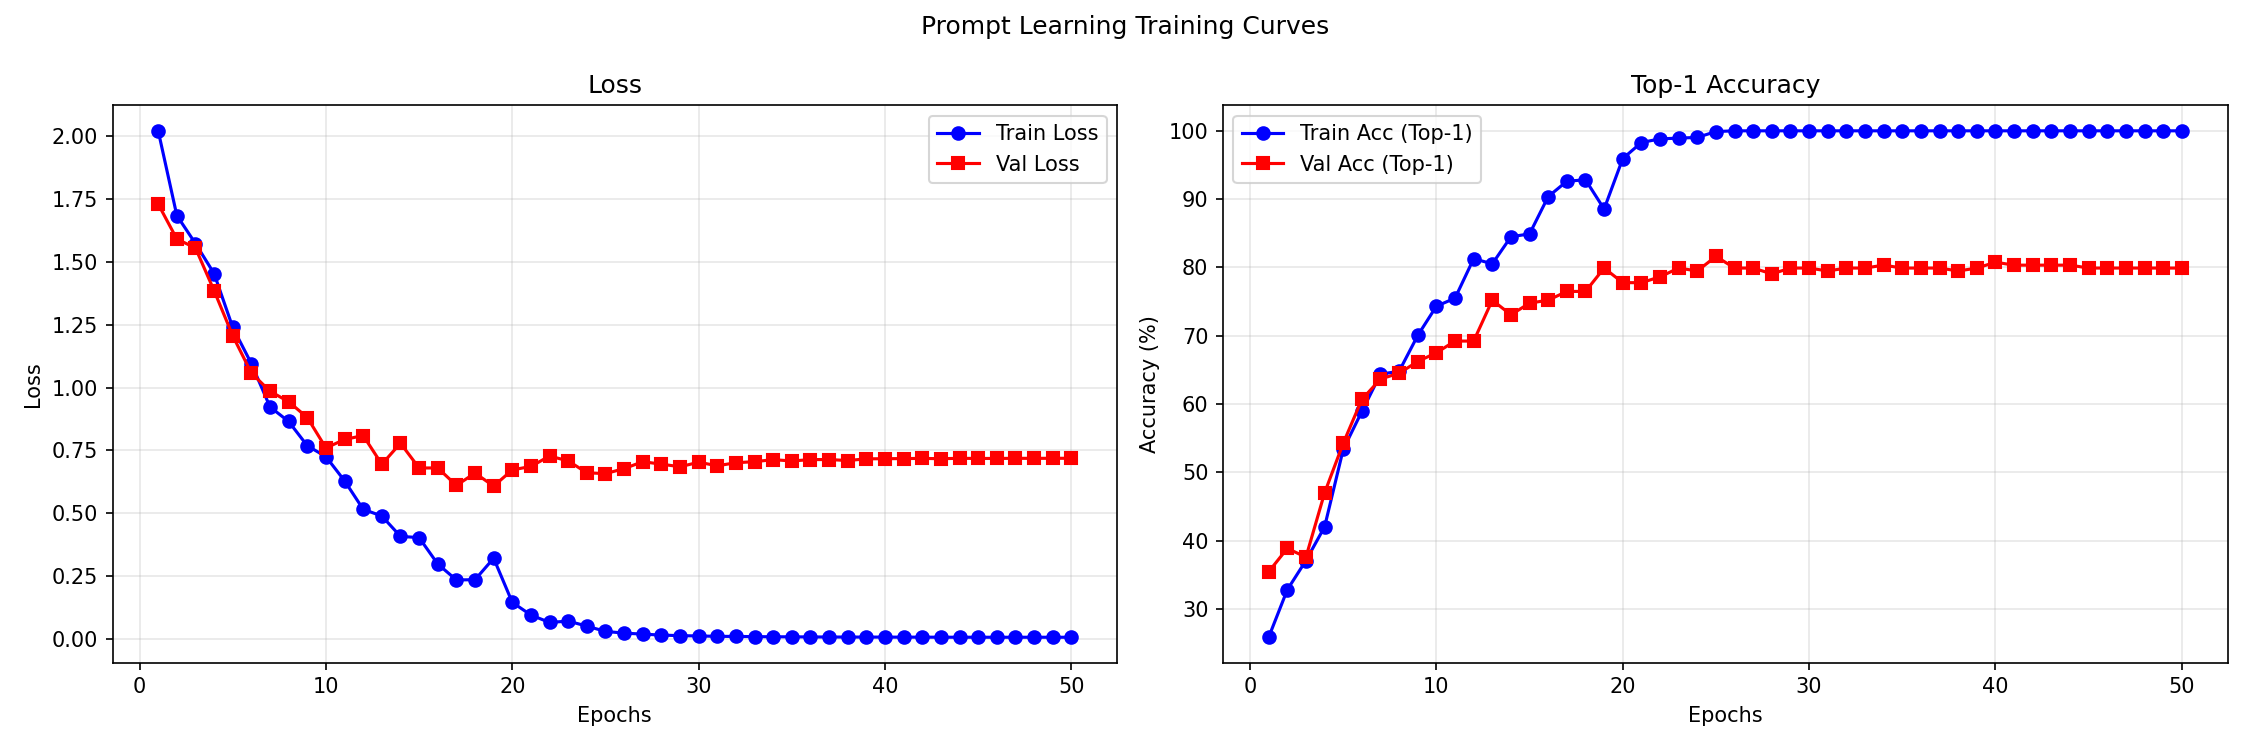 Prompt Learning Training Curves
Loss
Train Loss
Val Loss
2.00
1.75
1.50
1.25
1.00
0.75
0.50
0.25
0.00
Loss
0
10
20
30
40
50
Epochs
Top-1 Accuracy
Train Acc (Top-1)
Val Acc (Top-1)
100
90
80
70
60
50
40
30
Accuracy (%)
0
10
20
30
40
50
Epochs